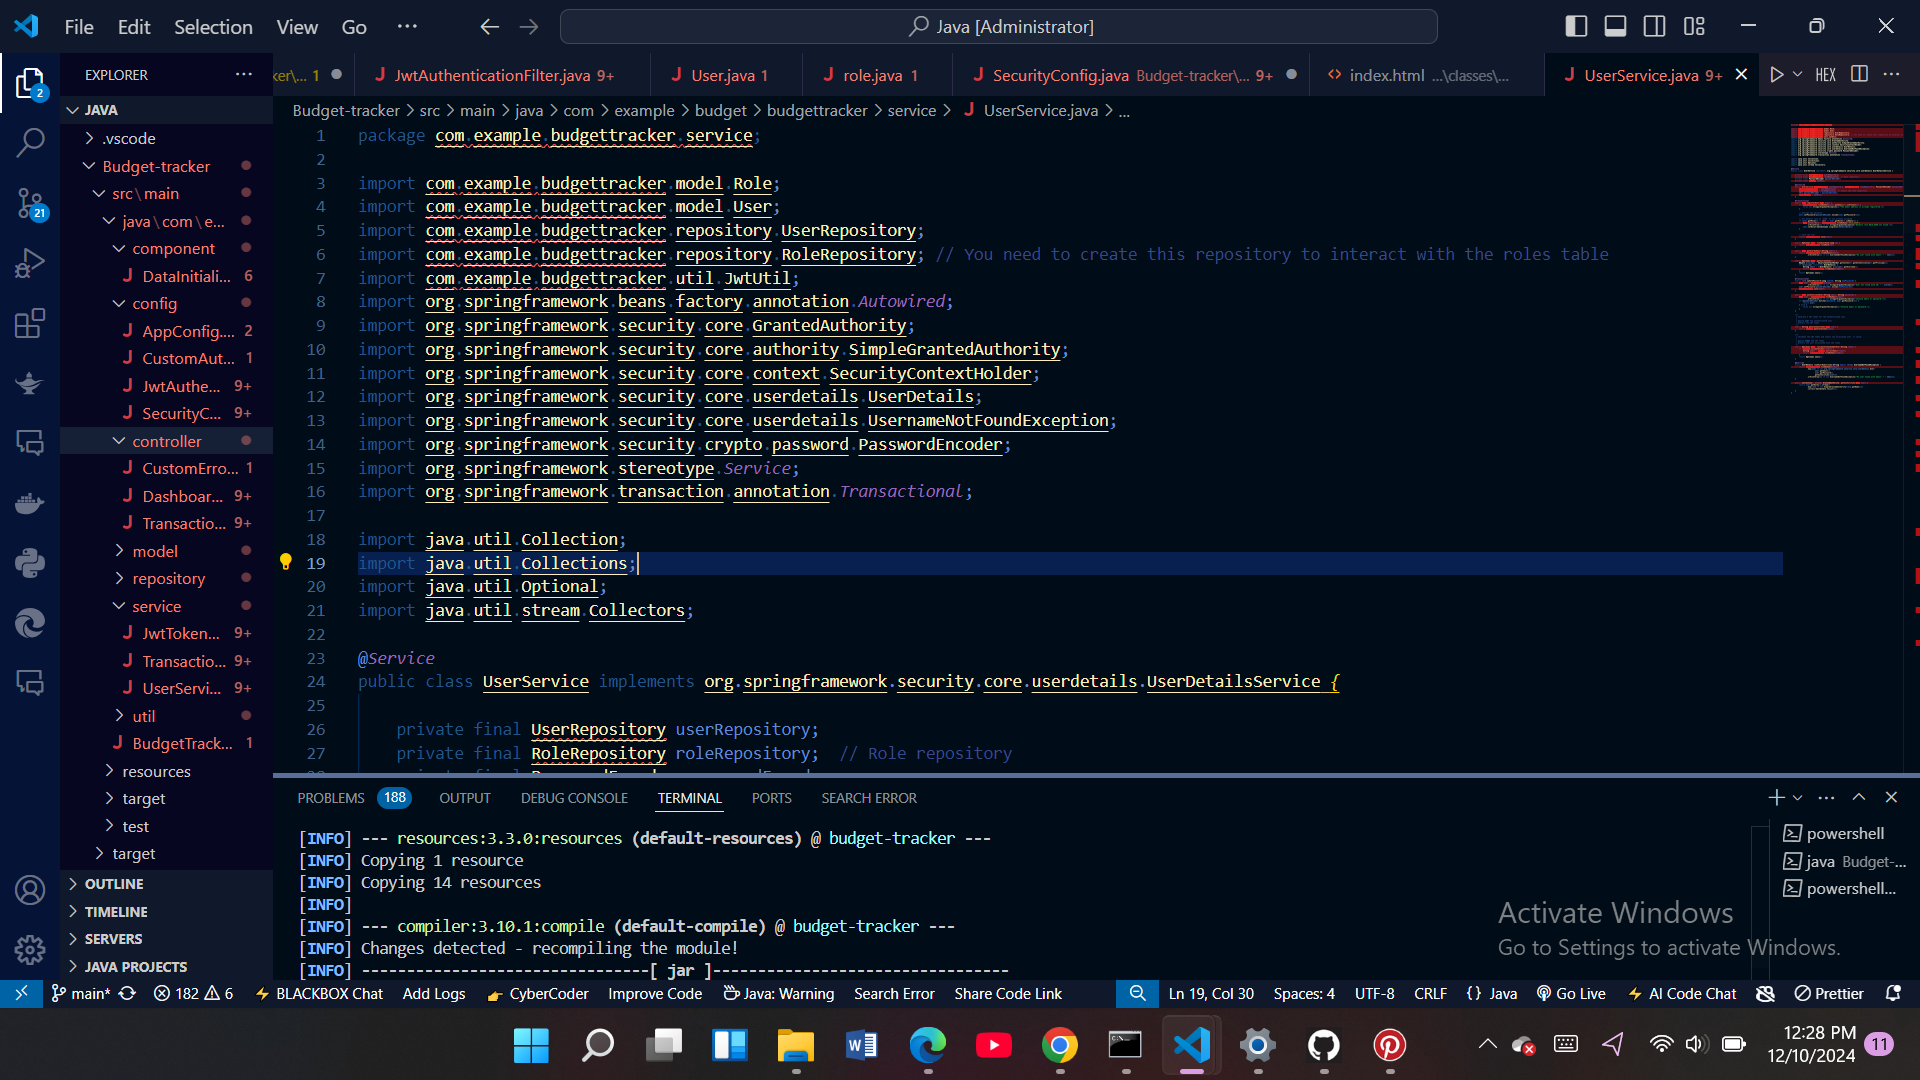 File Edit Selection View Go ··· Java [Administrator]
EXPLORER ···
ker\... 1 JwtAuthenticationFilter.java 9+ User.java 1 role.java 1 SecurityConfig.java Budget-tracker\... 9+ index.html ...\classes\... UserService.java 9+ HEX ···
Budget-tracker > src > main > java > com > example > budget > budgettracker > service > UserService.java > ...
JAVA
.vscode
Budget-tracker
src\main
java\com\e...
component
DataInitiali... 6
config
AppConfig.... 2
CustomAut... 1
JwtAuthe... 9+
SecurityC... 9+
controller
CustomErro... 1
Dashboar... 9+
Transactio... 9+
model
repository
service
JwtToken... 9+
Transactio... 9+
UserServi... 9+
util
BudgetTrack... 1
resources
target
test
target
OUTLINE
TIMELINE
SERVERS
JAVA PROJECTS
2
21
1 package com.example.budgettracker.service;
2
3 import com.example.budgettracker.model.Role;
4 import com.example.budgettracker.model.User;
5 import com.example.budgettracker.repository.UserRepository;
6 import com.example.budgettracker.repository.RoleRepository; // You need to create this repository to interact with the roles table
7 import com.example.budgettracker.util.JwtUtil;
8 import org.springframework.beans.factory.annotation.Autowired;
9 import org.springframework.security.core.GrantedAuthority;
10 import org.springframework.security.core.authority.SimpleGrantedAuthority;
11 import org.springframework.security.core.context.SecurityContextHolder;
12 import org.springframework.security.core.userdetails.UserDetails;
13 import org.springframework.security.core.userdetails.UsernameNotFoundException;
14 import org.springframework.security.crypto.password.PasswordEncoder;
15 import org.springframework.stereotype.Service;
16 import org.springframework.transaction.annotation.Transactional;
17
18 import java.util.Collection;
19 import java.util.Collections;
20 import java.util.Optional;
21 import java.util.stream.Collectors;
22
23 @Service
24 public class UserService implements org.springframework.security.core.userdetails.UserDetailsService {
25
26 private final UserRepository userRepository;
27 private final RoleRepository roleRepository; // Role repository
PROBLEMS 188 OUTPUT DEBUG CONSOLE TERMINAL PORTS SEARCH ERROR
[INFO] --- resources:3.3.0:resources (default-resources) @ budget-tracker ---
[INFO] Copying 1 resource
[INFO] Copying 14 resources
[INFO]
[INFO] --- compiler:3.10.1:compile (default-compile) @ budget-tracker ---
[INFO] Changes detected - recompiling the module!
[INFO] --------------------------------[ jar ]---------------------------------
powershell
java Budget-...
powershell...
Activate Windows
Go to Settings to activate Windows.
main* 182 6 BLACKBOX Chat Add Logs CyberCoder Improve Code Java: Warning Search Error Share Code Link Ln 19, Col 30 Spaces: 4 UTF-8 CRLF {} Java Go Live AI Code Chat Prettier
12:28 PM
12/10/2024
11